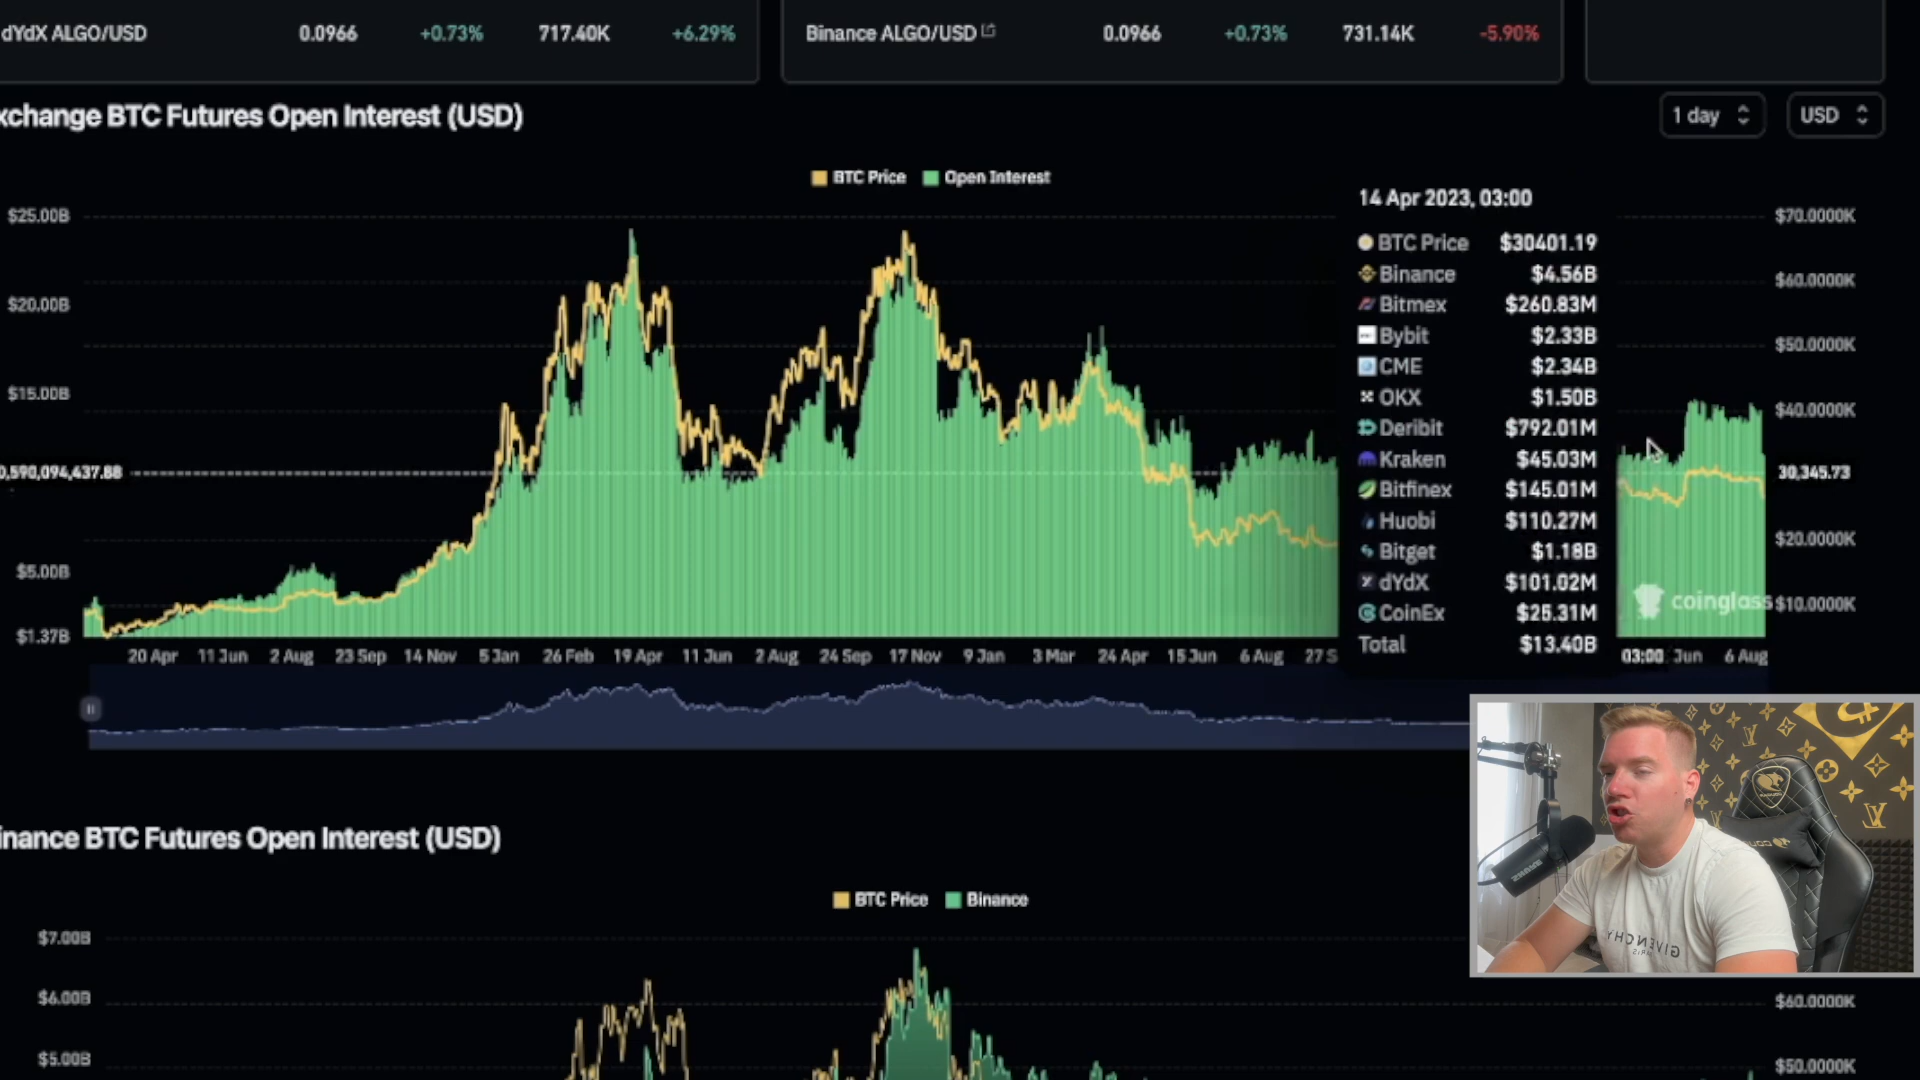 dYdX ALGO/USD 0.0966 +0.73% 717.40K +6.29%
Binance ALGO/USD 0.0966 +0.73% 731.14K -5.90%
xchange BTC Futures Open Interest (USD)
1 day USD
BTC Price Open Interest
14 Apr 2023, 03:00
BTC Price $30401.19
Binance $4.56B
Bitmex $260.83M
Bybit $2.33B
CME $2.34B
OKX $1.50B
Deribit $792.01M
Kraken $45.03M
Bitfinex $145.01M
Huobi $110.27M
Bitget $1.18B
dYdX $101.02M
CoinEx $25.31M
Total $13.40B
$25.00B
$20.00B
$15.00B
0,590,094,437.88
$5.00B
$1.37B
$70.0000K
$60.0000K
$50.0000K
$40.0000K
30,345.73
$20.0000K
$10.0000K
coinglass
20 Apr 11 Jun 2 Aug 23 Sep 14 Nov 5 Jan 26 Feb 19 Apr 11 Jun 2 Aug 24 Sep 17 Nov 9 Jan 3 Mar 24 Apr 15 Jun 6 Aug 27 S 03:00 Jun 6 Aug
inance BTC Futures Open Interest (USD)
BTC Price Binance
$7.00B
$6.00B
$5.00B
$60.0000K
$50.0000K
GIVENCHY
PARIS